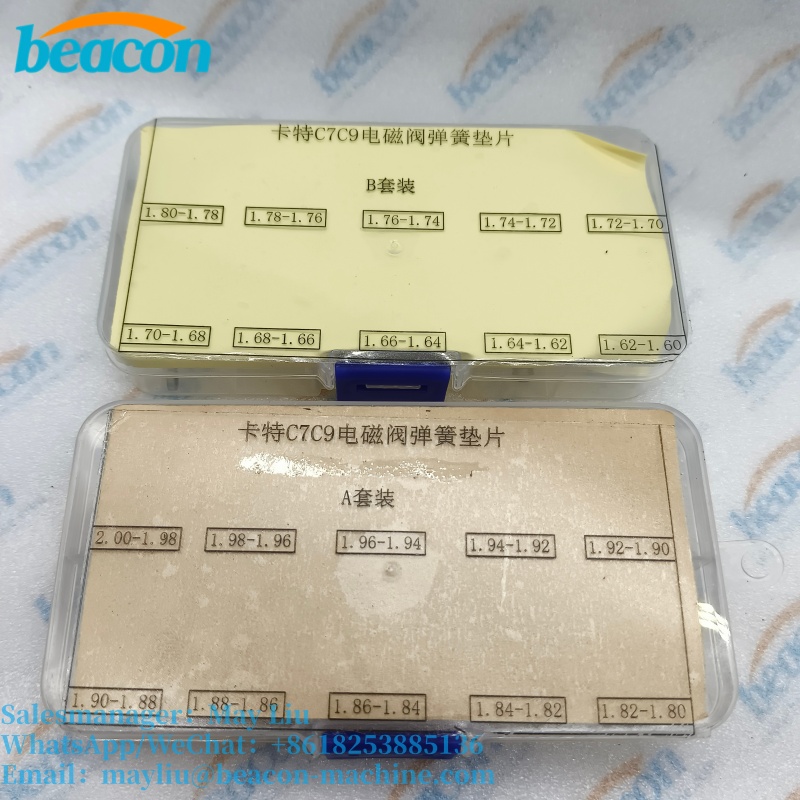 beacon
卡特C7C9电磁阀弹簧垫片
B套装
1.80-1.78 1.78-1.76 1.76-1.74 1.74-1.72 1.72-1.70
1.70-1.68 1.68-1.66 1.66-1.64 1.64-1.62 1.62-1.60
卡特C7C9电磁阀弹簧垫片
A套装
2.00-1.98 1.98-1.96 1.96-1.94 1.94-1.92 1.92-1.90
1.90-1.88 1.88-1.86 1.86-1.84 1.84-1.82 1.82-1.80
Salesmanager: May Liu
WhatsApp/WeChat: +8618253885136
Email: mayliu@beacon-machine.com